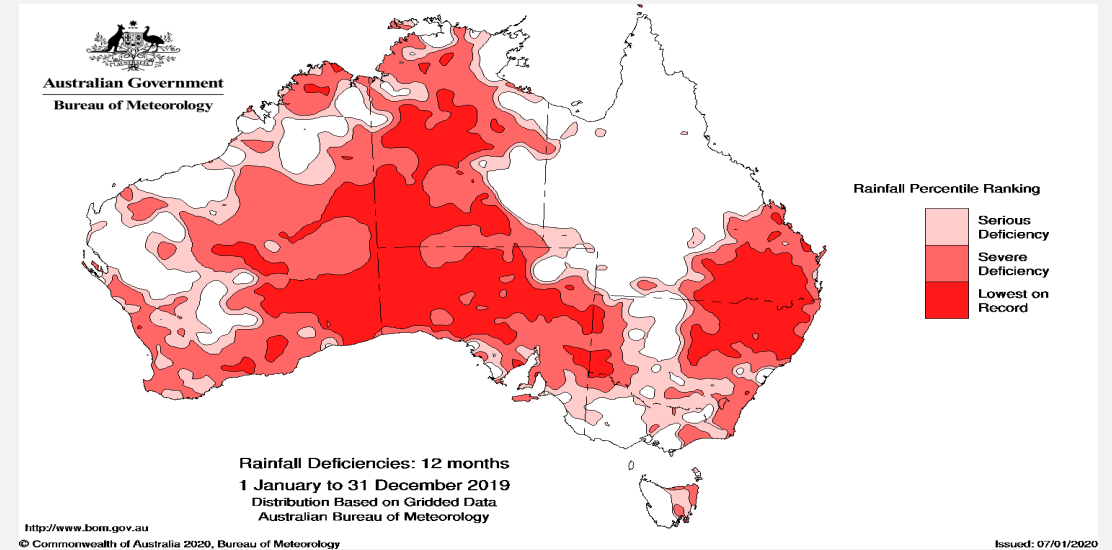 Australian Government
Bureau of Meteorology
Rainfall Percentile Ranking
Serious
Deficiency
Severe
Deficiency
Lowest on
Record
Rainfall Deficiencies: 12 months
1 January to 31 December 2019
Distribution Based on Gridded Data
Australian Bureau of Meteorology
http://www.bom.gov.au
© Commonwealth of Australia 2020, Bureau of Meteorology
Issued: 07/01/2020